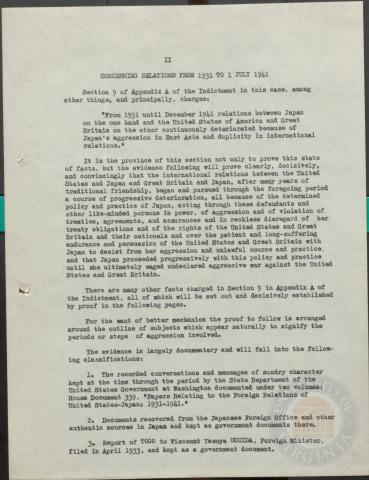 II
CONCERNING RELATIONS FROM 1931 TO 1 JULY 1941
Section 9 of Appendix A of the Indictment in this case, among
other things, and principally, charges:
"From 1931 until December 1941 relations between Japan
on the one hand and the United States of America and Great
Britain on the other continuously deteriorated because of
Japan's aggression in East Asia and duplicity in international
relations."
It is the province of this section not only to prove this state
of facts, but the evidence following will prove clearly, decisively,
and convincingly that the international relations between the United
States and Japan and Great Britain and Japan, after many years of
traditional friendship, began and pursued through the foregoing period
a course of progressive deterioration, all because of the determined
policy and practice of Japan, acting through these defendants and
other like-minded persons in power, of aggression and of violation of
treaties, agreements, and assurances and in reckless disregard of her
treaty obligations and of the rights of the United States and Great
Britain and their nationals and over the patient and long-suffering
endurance and persuasion of the United States and Great Britain with
Japan to desist from her aggression and unlawful course and practice,
and that Japan proceeded progressively with this policy and practice
until she ultimately waged undeclared aggressive war against the United
States and Great Britain.
There are many other facts charged in Section 9 in Appendix A of
the Indictment, all of which will be set out and decisively established
by proof in the following pages.
For the want of better mechanics the proof to follow is arranged
around the outline of subjects which appear naturally to signify the
periods or steps of aggression involved.
The evidence is largely documentary and will fall into the follow-
ing classifications:
1. The recorded conversations and messages of sundry character
kept at the time through the period by the State Department of the
United States Government at Washington documented under two volumes:
House Document 339. "Papers Relating to the Foreign Relations of
United States-Japan: 1931-1941."
2. Documents recovered from the Japanese Foreign Office and other
authentic sources in Japan and kept as government documents there.
3. Report of TOGO to Viscount Yasuya UCHIDA, Foreign Minister,
filed in April 1933, and kept as a government document.